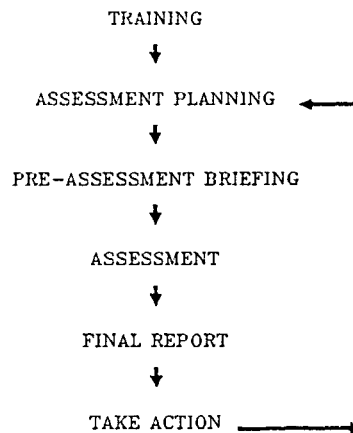 TRAINING
ASSESSMENT PLANNING
PRE-ASSESSMENT BRIEFING
ASSESSMENT
FINAL REPORT
TAKE ACTION